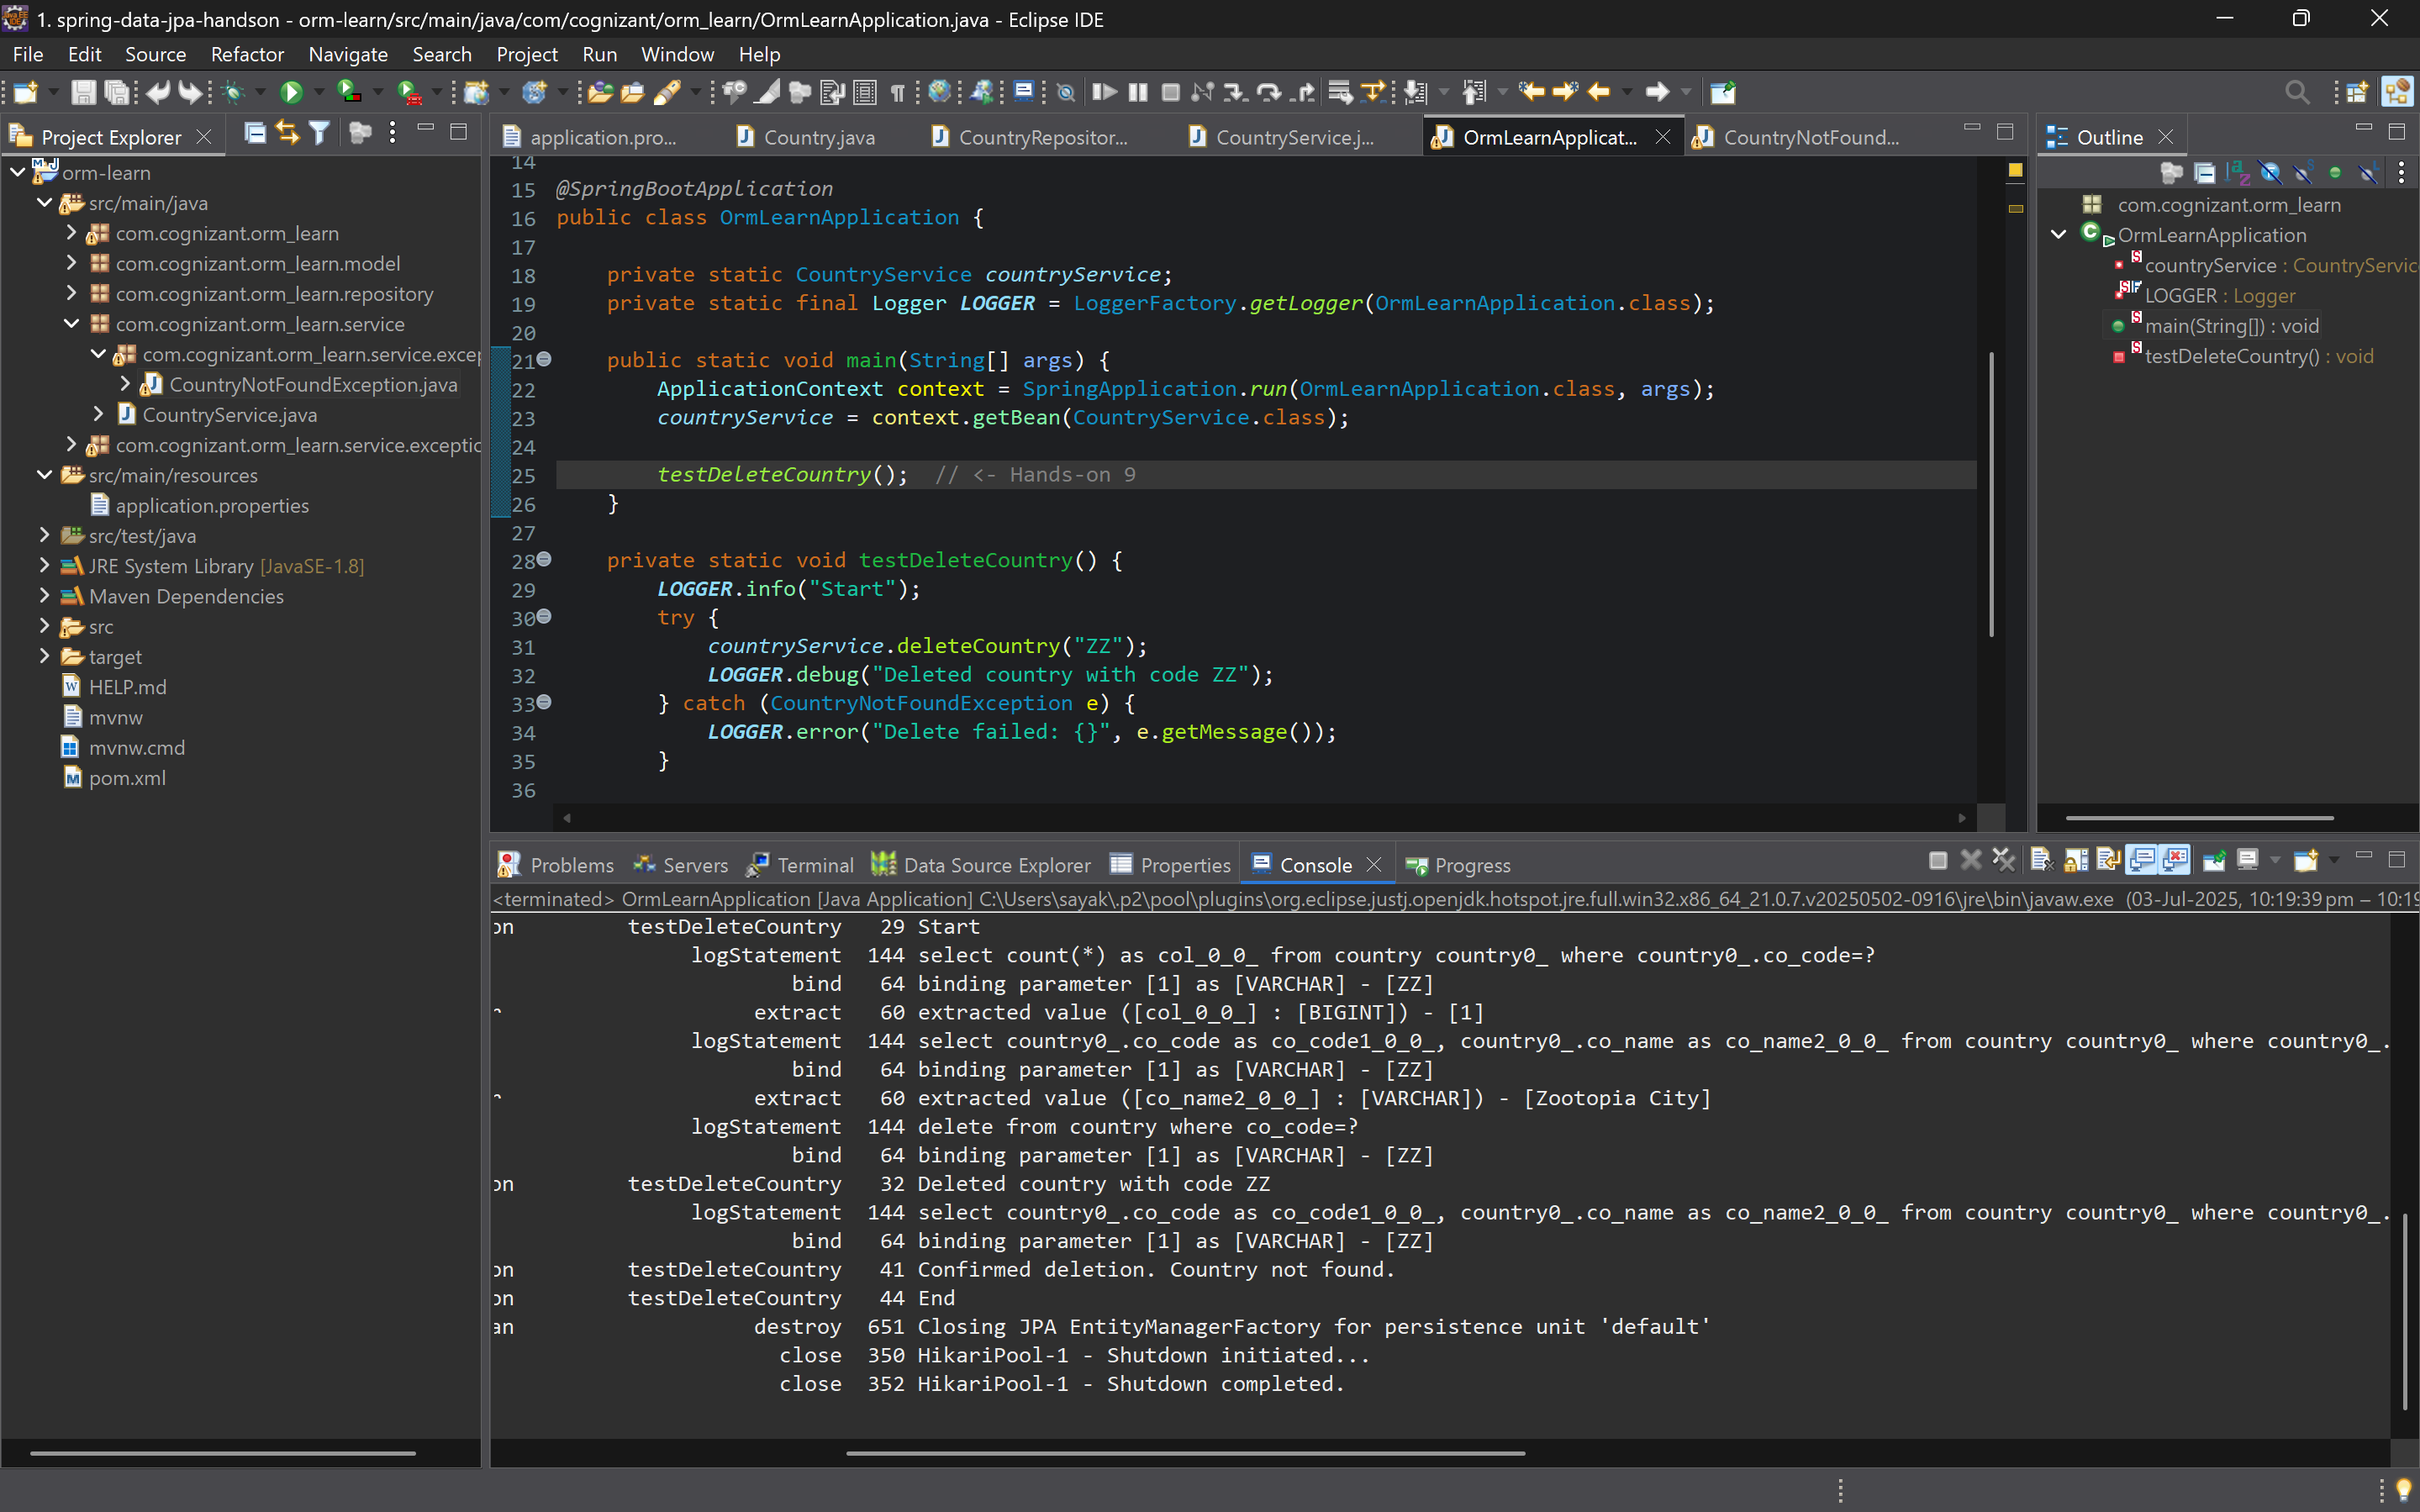 1. spring-data-jpa-handson - orm-learn/src/main/java/com/cognizant/orm_learn/OrmLearnApplication.java - Eclipse IDE
File Edit Source Refactor Navigate Search Project Run Window Help
Project Explorer
orm-learn
src/main/java
com.cognizant.orm_learn
com.cognizant.orm_learn.model
com.cognizant.orm_learn.repository
com.cognizant.orm_learn.service
com.cognizant.orm_learn.service.excep
CountryNotFoundException.java
CountryService.java
com.cognizant.orm_learn.service.exceptic
src/main/resources
application.properties
src/test/java
JRE System Library [JavaSE-1.8]
Maven Dependencies
src
target
HELP.md
mvnw
mvnw.cmd
pom.xml
application.pro... Country.java CountryRepositor... CountryService.j... OrmLearnApplicat... CountryNotFound...
14
15 @SpringBootApplication
16 public class OrmLearnApplication {
17
18 private static CountryService countryService;
19 private static final Logger LOGGER = LoggerFactory.getLogger(OrmLearnApplication.class);
20
21 public static void main(String[] args) {
22 ApplicationContext context = SpringApplication.run(OrmLearnApplication.class, args);
23 countryService = context.getBean(CountryService.class);
24
25 testDeleteCountry(); // <- Hands-on 9
26 }
27
28 private static void testDeleteCountry() {
29 LOGGER.info("Start");
30 try {
31 countryService.deleteCountry("ZZ");
32 LOGGER.debug("Deleted country with code ZZ");
33 } catch (CountryNotFoundException e) {
34 LOGGER.error("Delete failed: {}", e.getMessage());
35 }
36
Outline
com.cognizant.orm_learn
OrmLearnApplication
countryService : CountryServic
LOGGER : Logger
main(String[]) : void
testDeleteCountry() : void
Problems Servers Terminal Data Source Explorer Properties Console Progress
<terminated> OrmLearnApplication [Java Application] C:\Users\sayak\.p2\pool\plugins\org.eclipse.justj.openjdk.hotspot.jre.full.win32.x86_64_21.0.7.v20250502-0916\jre\bin\javaw.exe (03-Jul-2025, 10:19:39 pm – 10:19
on testDeleteCountry 29 Start
logStatement 144 select count(*) as col_0_0_ from country country0_ where country0_.co_code=?
bind 64 binding parameter [1] as [VARCHAR] - [ZZ]
extract 60 extracted value ([col_0_0_] : [BIGINT]) - [1]
logStatement 144 select country0_.co_code as co_code1_0_0_, country0_.co_name as co_name2_0_0_ from country country0_ where country0_.
bind 64 binding parameter [1] as [VARCHAR] - [ZZ]
extract 60 extracted value ([co_name2_0_0_] : [VARCHAR]) - [Zootopia City]
logStatement 144 delete from country where co_code=?
bind 64 binding parameter [1] as [VARCHAR] - [ZZ]
on testDeleteCountry 32 Deleted country with code ZZ
logStatement 144 select country0_.co_code as co_code1_0_0_, country0_.co_name as co_name2_0_0_ from country country0_ where country0_.
bind 64 binding parameter [1] as [VARCHAR] - [ZZ]
on testDeleteCountry 41 Confirmed deletion. Country not found.
on testDeleteCountry 44 End
an destroy 651 Closing JPA EntityManagerFactory for persistence unit 'default'
close 350 HikariPool-1 - Shutdown initiated...
close 352 HikariPool-1 - Shutdown completed.